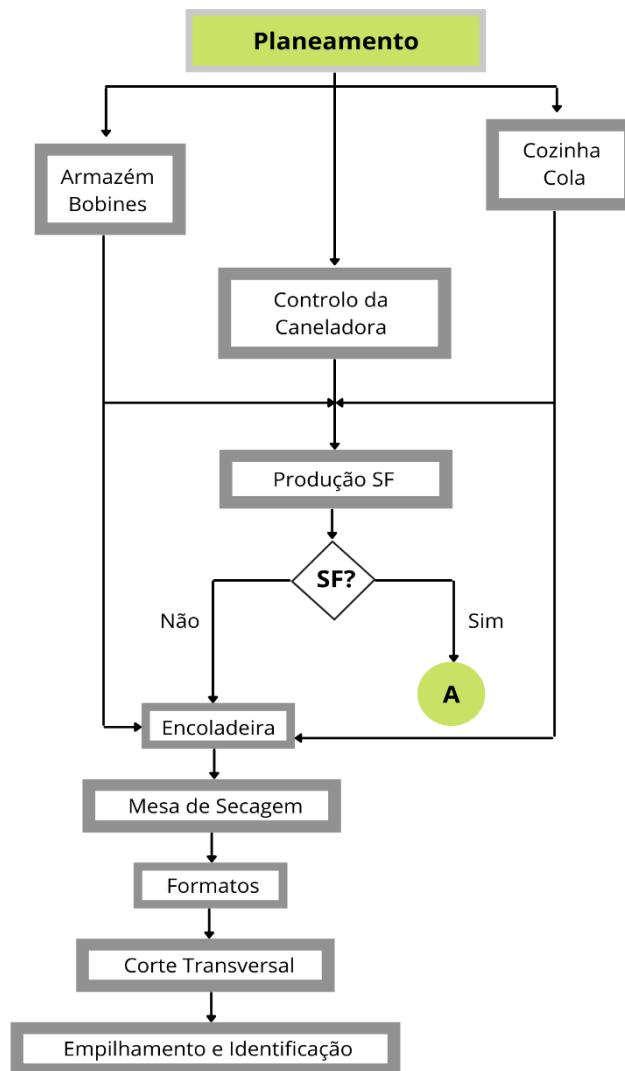 Planeamento
Armazém
Bobines
Cozinha
Cola
Controlo da
Caneladora
Produção SF
SF?
Não
Sim
A
Encoladeira
Mesa de Secagem
Formatos
Corte Transversal
Empilhamento e Identificação